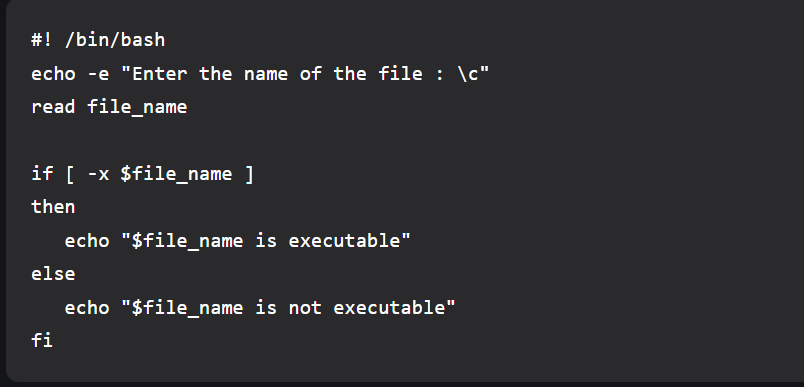 #! /bin/bash
echo -e "Enter the name of the file : \c"
read file_name
if [ -x $file_name ]
then
   echo "$file_name is executable"
else
   echo "$file_name is not executable"
fi